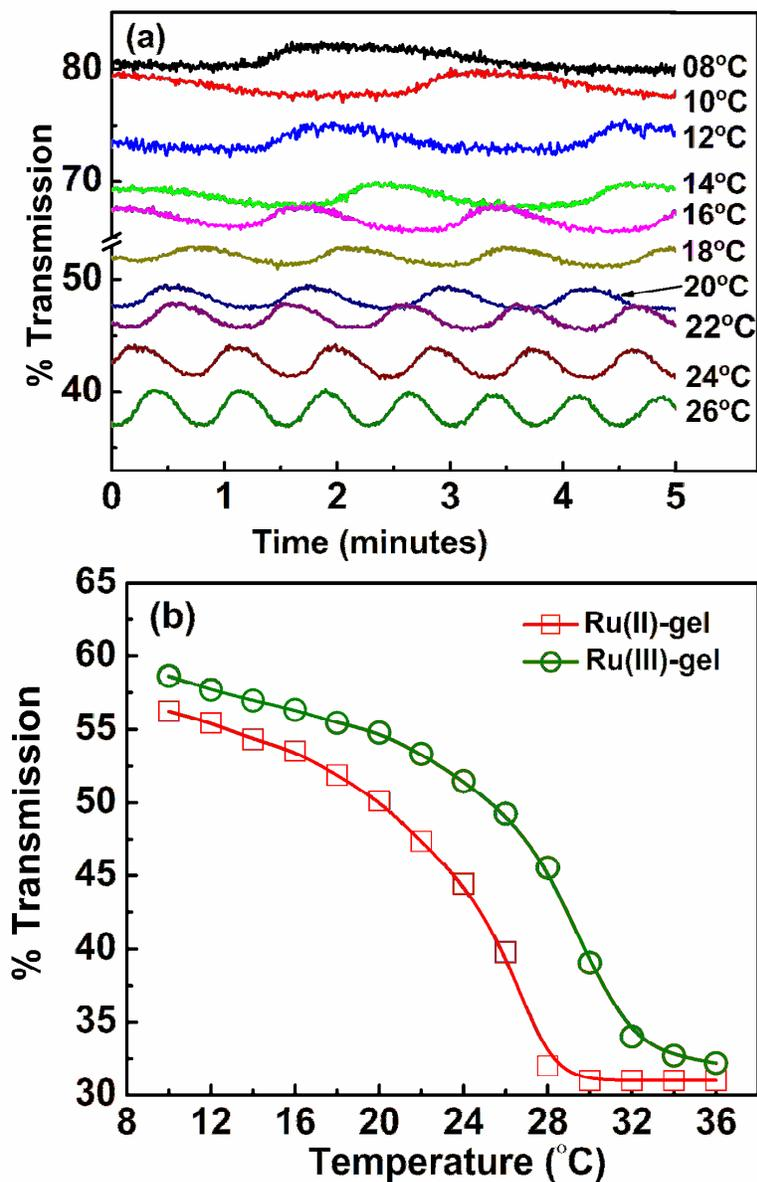 (a)
80
70
50
40
% Transmission
08°C
10°C
12°C
14°C
16°C
18°C
20°C
22°C
24°C
26°C
0 1 2 3 4 5
Time (minutes)
(b)
Ru(II)-gel
Ru(III)-gel
65
60
55
50
45
40
35
30
% Transmission
8 12 16 20 24 28 32 36
Temperature (°C)